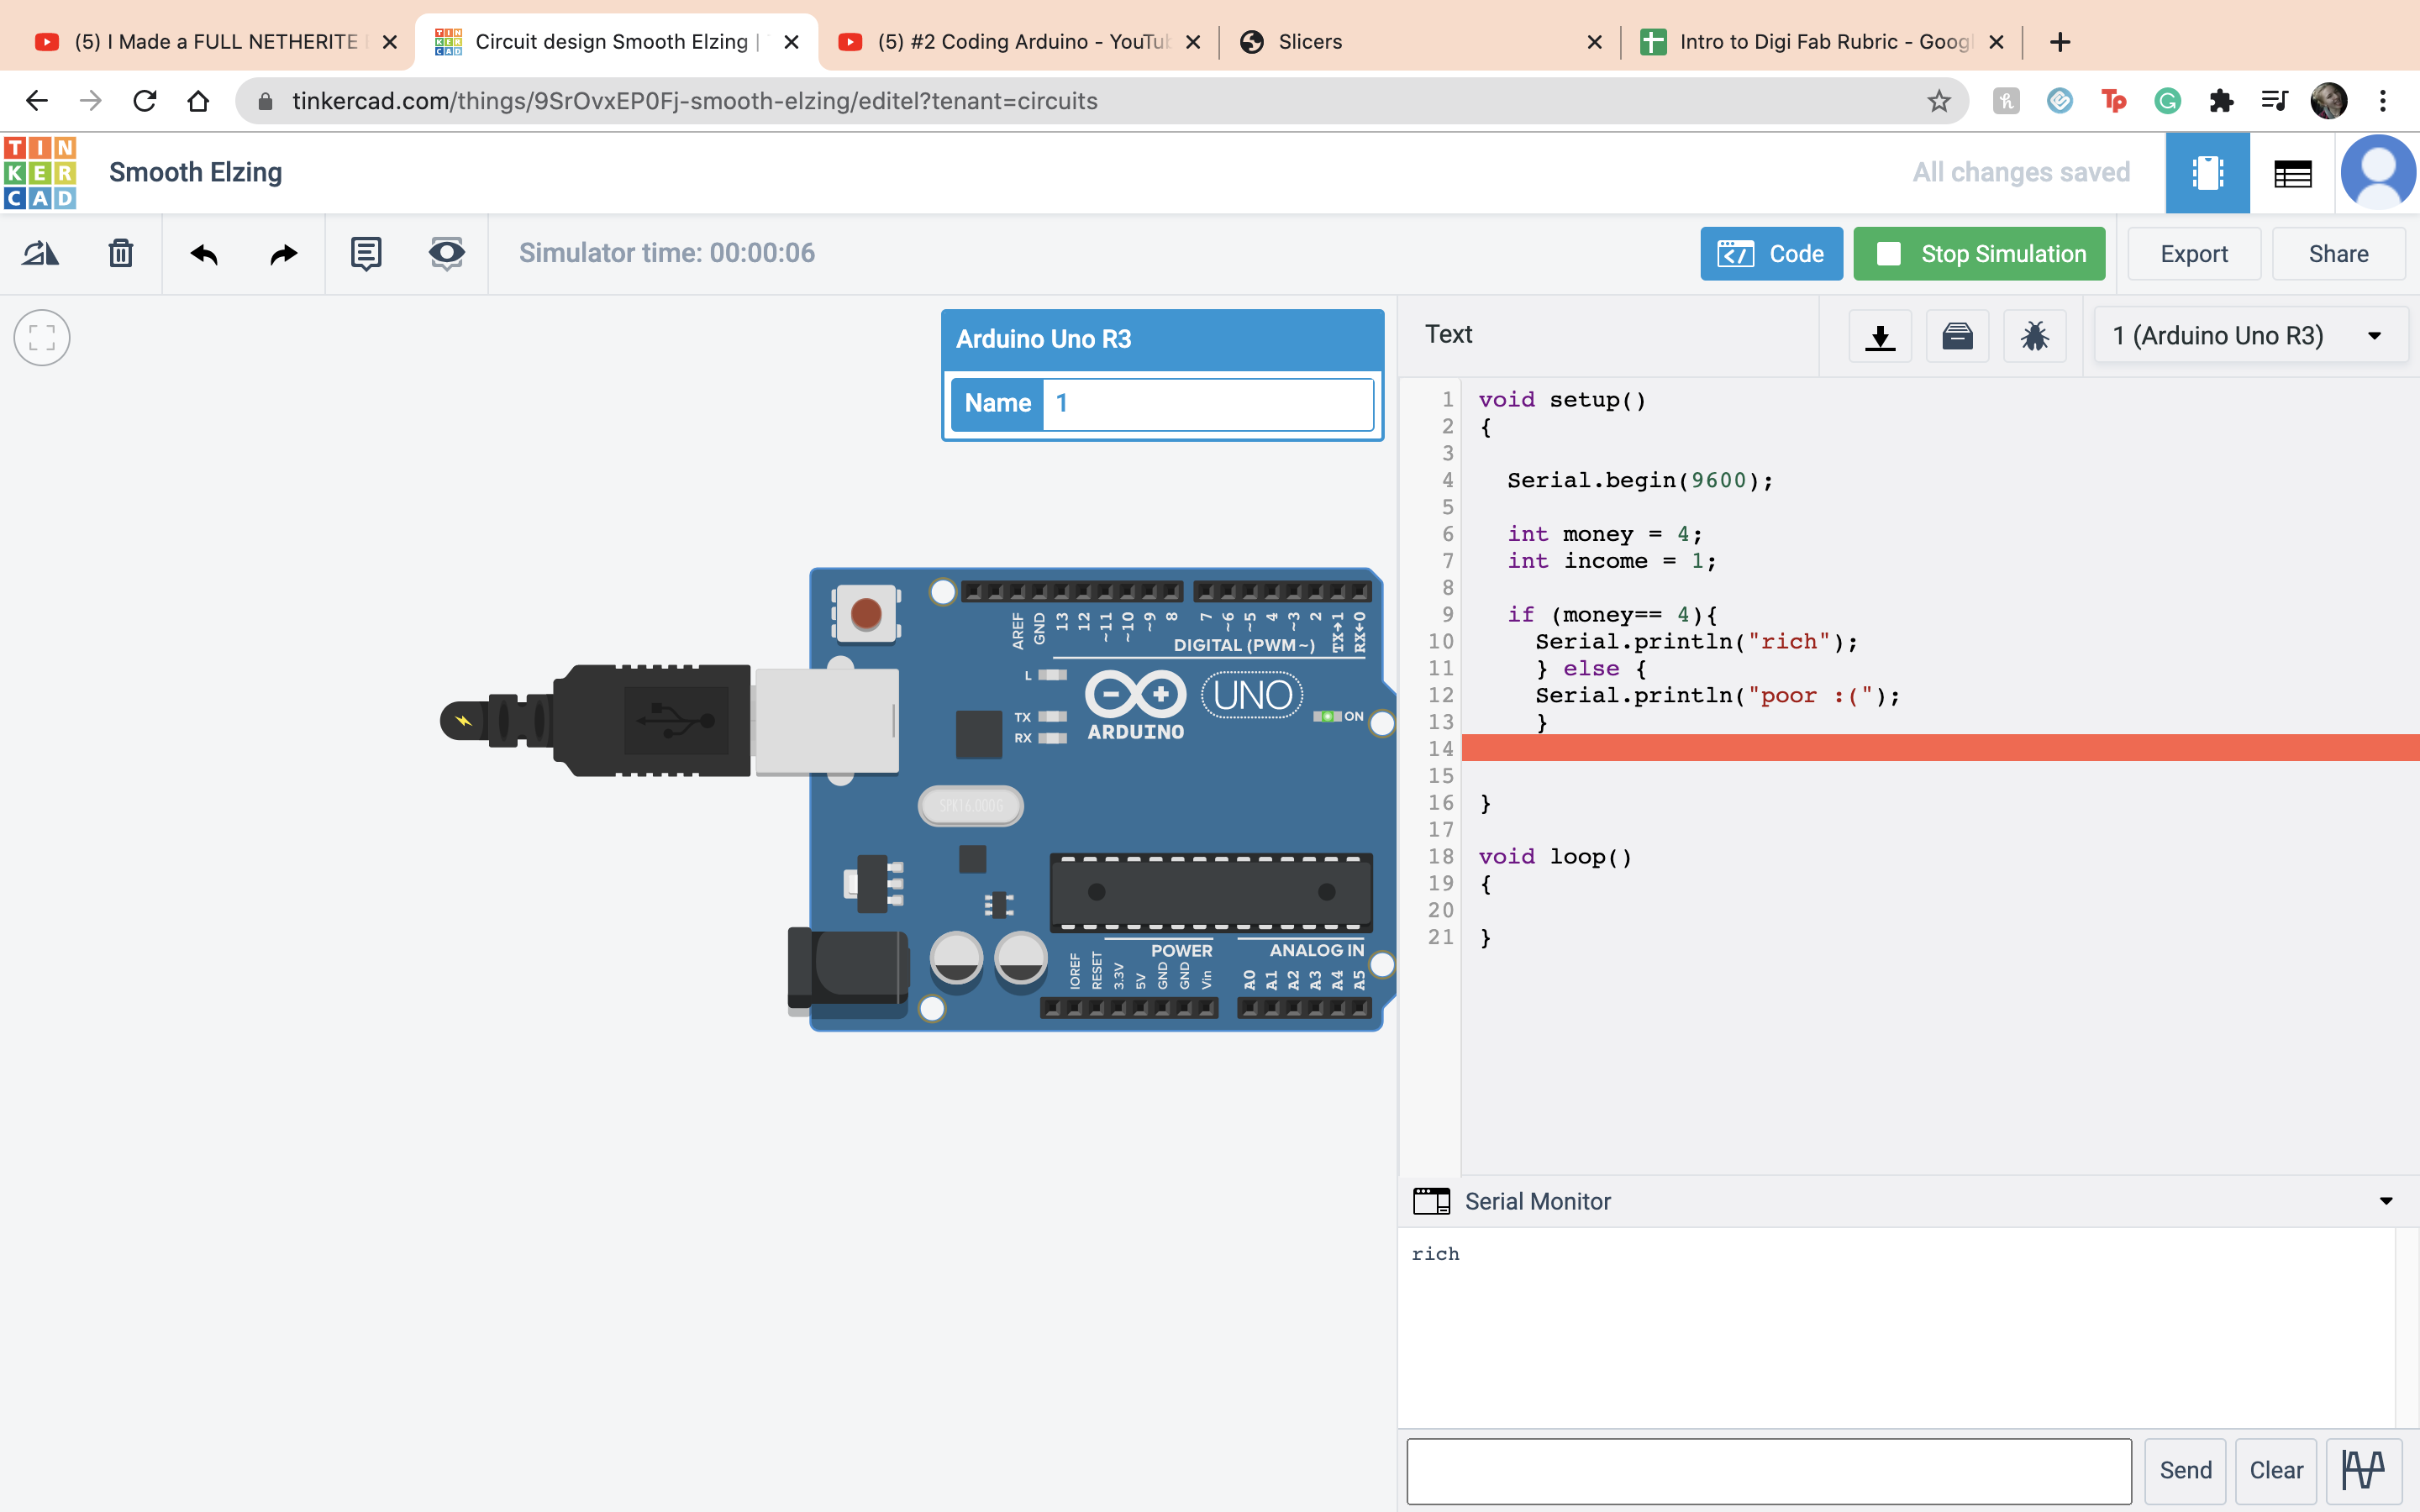 (5) I Made a FULL NETHERITE
Circuit design Smooth Elzing |
(5) #2 Coding Arduino - YouTu
Slicers
Intro to Digi Fab Rubric - Goog
tinkercad.com/things/9SrOvxEP0Fj-smooth-elzing/editel?tenant=circuits
TIN
KER
CAD
Smooth Elzing
All changes saved
Simulator time: 00:00:06
Code
Stop Simulation
Export
Share
Arduino Uno R3
Name 1
AREF
GND
13
12
~11
~10
~9
8
7
~6
~5
4
~3
2
TX→1
RX←0
DIGITAL (PWM~)
L
TX
RX
ARDUINO
UNO
ON
SPK16.000G
POWER
ANALOG IN
IOREF
RESET
3.3V
5V
GND
GND
Vin
A0
A1
A2
A3
A4
A5
Text
1 (Arduino Uno R3)
1 void setup()
2 {
3
4 Serial.begin(9600);
5
6 int money = 4;
7 int income = 1;
8
9 if (money== 4){
10 Serial.println("rich");
11 } else {
12 Serial.println("poor :(");
13 }
14
15
16 }
17
18 void loop()
19 {
20
21 }
Serial Monitor
rich
Send
Clear